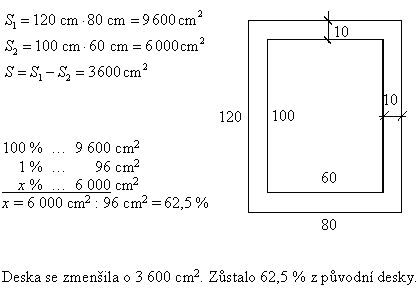 S₁ = 120 cm · 80 cm = 9 600 cm²
S₂ = 100 cm · 60 cm = 6 000 cm²
S = S₁ – S₂ = 3600 cm²
10
10
120
100
60
80
100 % … 9 600 cm²
1 % … 96 cm²
x % … 6 000 cm²
x = 6 000 cm² : 96 cm² = 62,5 %
Deska se zmenšila o 3 600 cm². Zůstalo 62,5 % z původní desky.